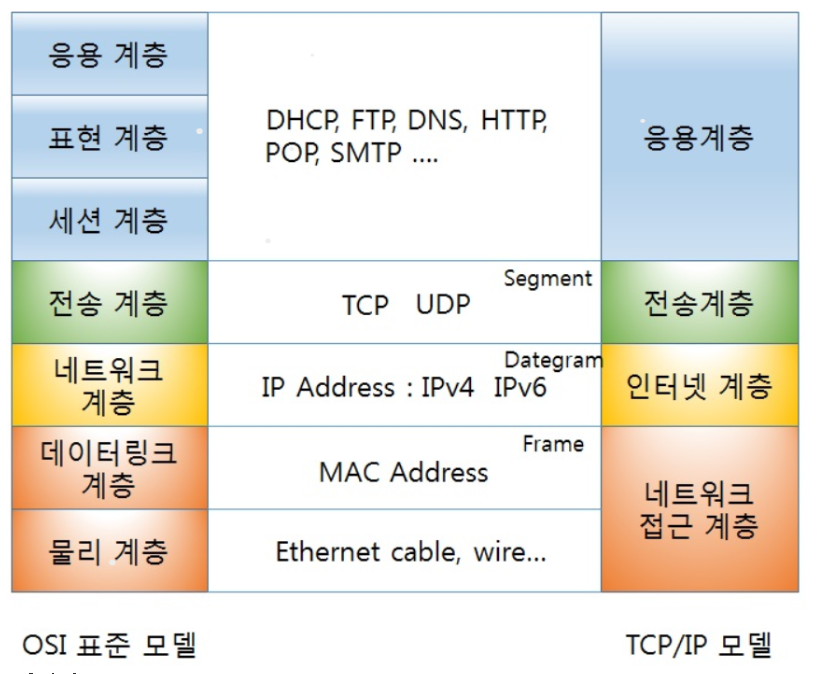 응용 계층
표현 계층
세션 계층
DHCP, FTP, DNS, HTTP,
POP, SMTP ....
응용계층
전송 계층
Segment
TCP UDP
전송계층
네트워크
계층
Dategram
IP Address : IPv4 IPv6
인터넷 계층
데이터링크
계층
Frame
MAC Address
물리 계층
Ethernet cable, wire...
네트워크
접근 계층
OSI 표준 모델
TCP/IP 모델